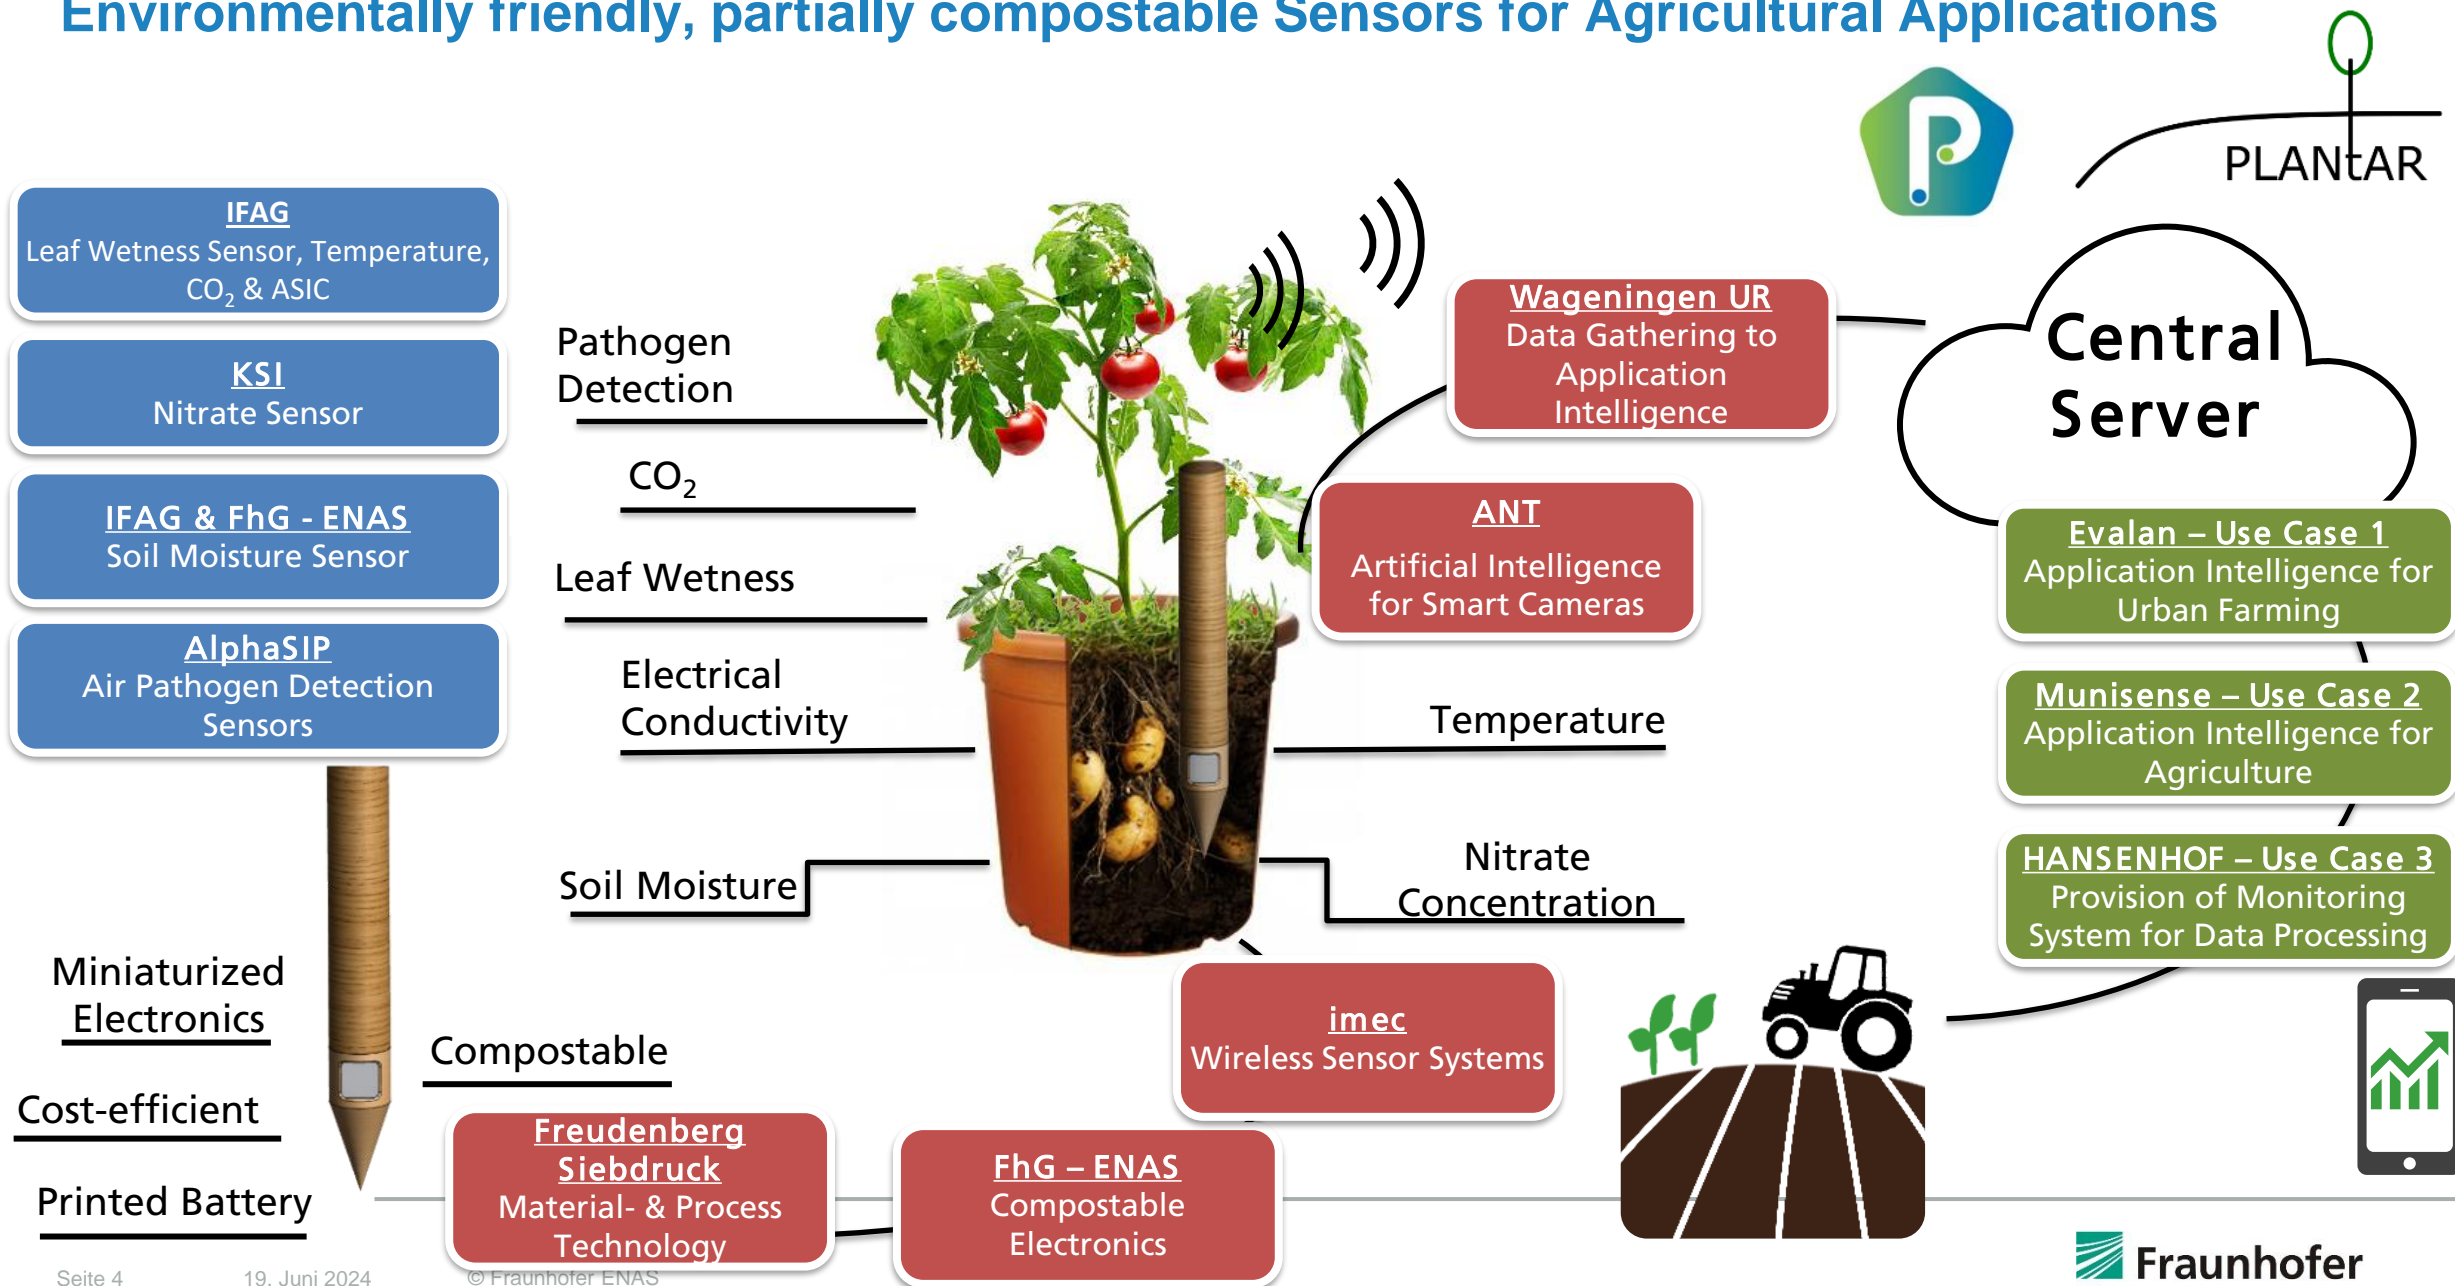 Environmentally friendly, partially compostable Sensors for Agricultural Applications
PLANtAR
IFAG
Leaf Wetness Sensor, Temperature,
CO₂ & ASIC
KSI
Nitrate Sensor
IFAG & FhG - ENAS
Soil Moisture Sensor
AlphaSIP
Air Pathogen Detection
Sensors
Pathogen
Detection
CO₂
Leaf Wetness
Electrical
Conductivity
Soil Moisture
Temperature
Nitrate
Concentration
Wageningen UR
Data Gathering to
Application
Intelligence
ANT
Artificial Intelligence
for Smart Cameras
Central
Server
Evalan – Use Case 1
Application Intelligence for
Urban Farming
Munisense – Use Case 2
Application Intelligence for
Agriculture
HANSENHOF – Use Case 3
Provision of Monitoring
System for Data Processing
Miniaturized
Electronics
Cost-efficient
Printed Battery
Compostable
Freudenberg
Siebdruck
Material- & Process
Technology
FhG – ENAS
Compostable
Electronics
imec
Wireless Sensor Systems
Seite 4
19. Juni 2024
© Fraunhofer ENAS
Fraunhofer